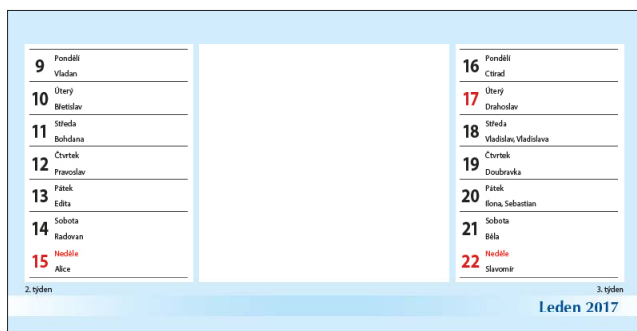 9 Pondělí
Vladan
10 Úterý
Břetislav
11 Středa
Bohdana
12 Čtvrtek
Pravoslav
13 Pátek
Edita
14 Sobota
Radovan
15 Neděle
Alice
2. týden
16 Pondělí
Ctirad
17 Úterý
Drahoslav
18 Středa
Vladislav, Vladislava
19 Čtvrtek
Doubravka
20 Pátek
Ilona, Sebastian
21 Sobota
Běla
22 Neděle
Slavomír
3. týden
Leden 2017